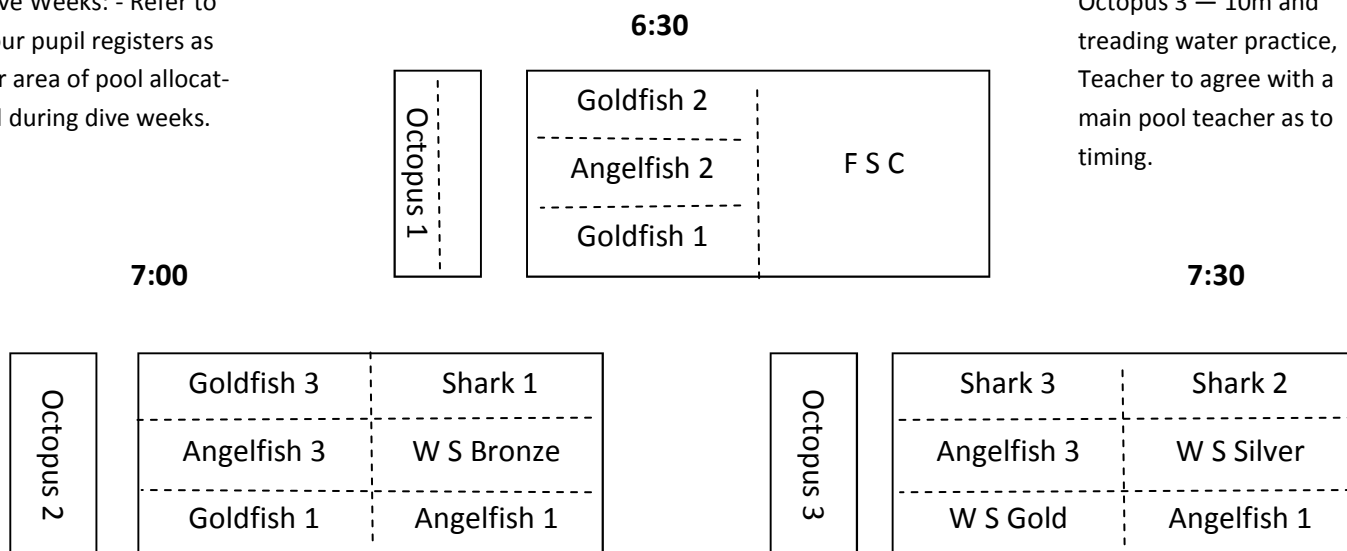 ve Weeks: - Refer to
ur pupil registers as
r area of pool allocat-
during dive weeks.
6:30
Octopus 3 — 10m and
treading water practice,
Teacher to agree with a
main pool teacher as to
timing.
Octopus 1
Goldfish 2
Angelfish 2
Goldfish 1
F S C
7:00
Octopus 2
Goldfish 3 Shark 1
Angelfish 3 W S Bronze
Goldfish 1 Angelfish 1
7:30
Octopus 3
Shark 3 Shark 2
Angelfish 3 W S Silver
W S Gold Angelfish 1